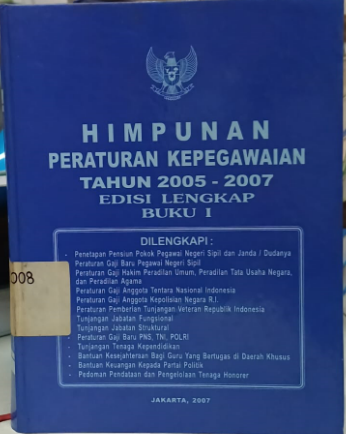 HIMPUNAN
PERATURAN KEPEGAWAIAN
TAHUN 2005 - 2007
EDISI LENGKAP
BUKU I
DILENGKAPI :
- Penetapan Pensiun Pokok Pegawai Negeri Sipil dan Janda / Dudanya
- Peraturan Gaji Baru Pegawai Negeri Sipil
- Peraturan Gaji Hakim Peradilan Umum, Peradilan Tata Usaha Negara,
dan Peradilan Agama
- Peraturan Gaji Anggota Tentara Nasional Indonesia
- Peraturan Gaji Anggota Kepolisian Negara R.I.
- Peraturan Pemberian Tunjangan Veteran Republik Indonesia
- Tunjangan Jabatan Fungsional
- Tunjangan Jabatan Struktural
- Peraturan Gaji Baru PNS, TNI, POLRI
- Tunjangan Tenaga Kependidikan
- Bantuan Kesejahteraan Bagi Guru Yang Bertugas di Daerah Khusus
- Bantuan Keuangan Kepada Partai Politik
- Pedoman Pendataan dan Pengelolaan Tenaga Honorer
008
JAKARTA, 2007